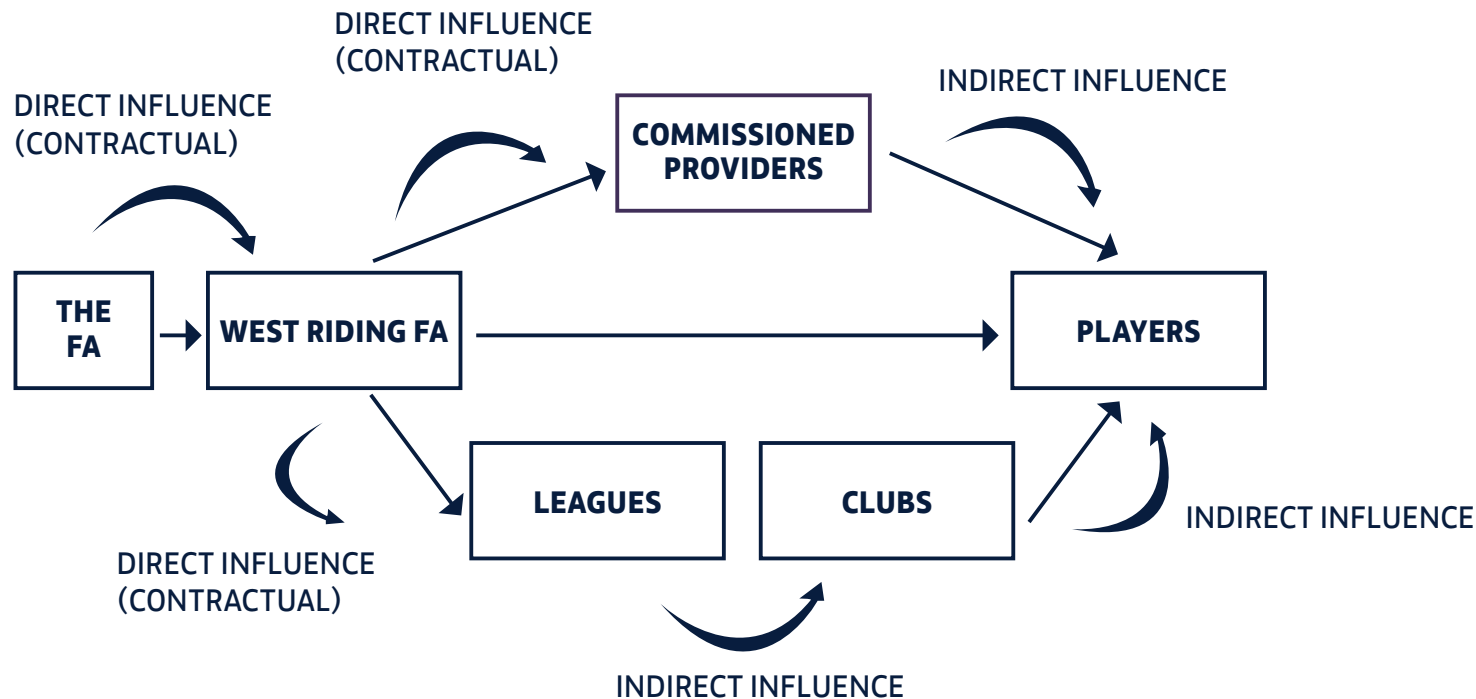 DIRECT INFLUENCE
(CONTRACTUAL)
DIRECT INFLUENCE
(CONTRACTUAL)
INDIRECT INFLUENCE
COMMISSIONED
PROVIDERS
THE
FA
WEST RIDING FA
PLAYERS
LEAGUES
CLUBS
INDIRECT INFLUENCE
DIRECT INFLUENCE
(CONTRACTUAL)
INDIRECT INFLUENCE